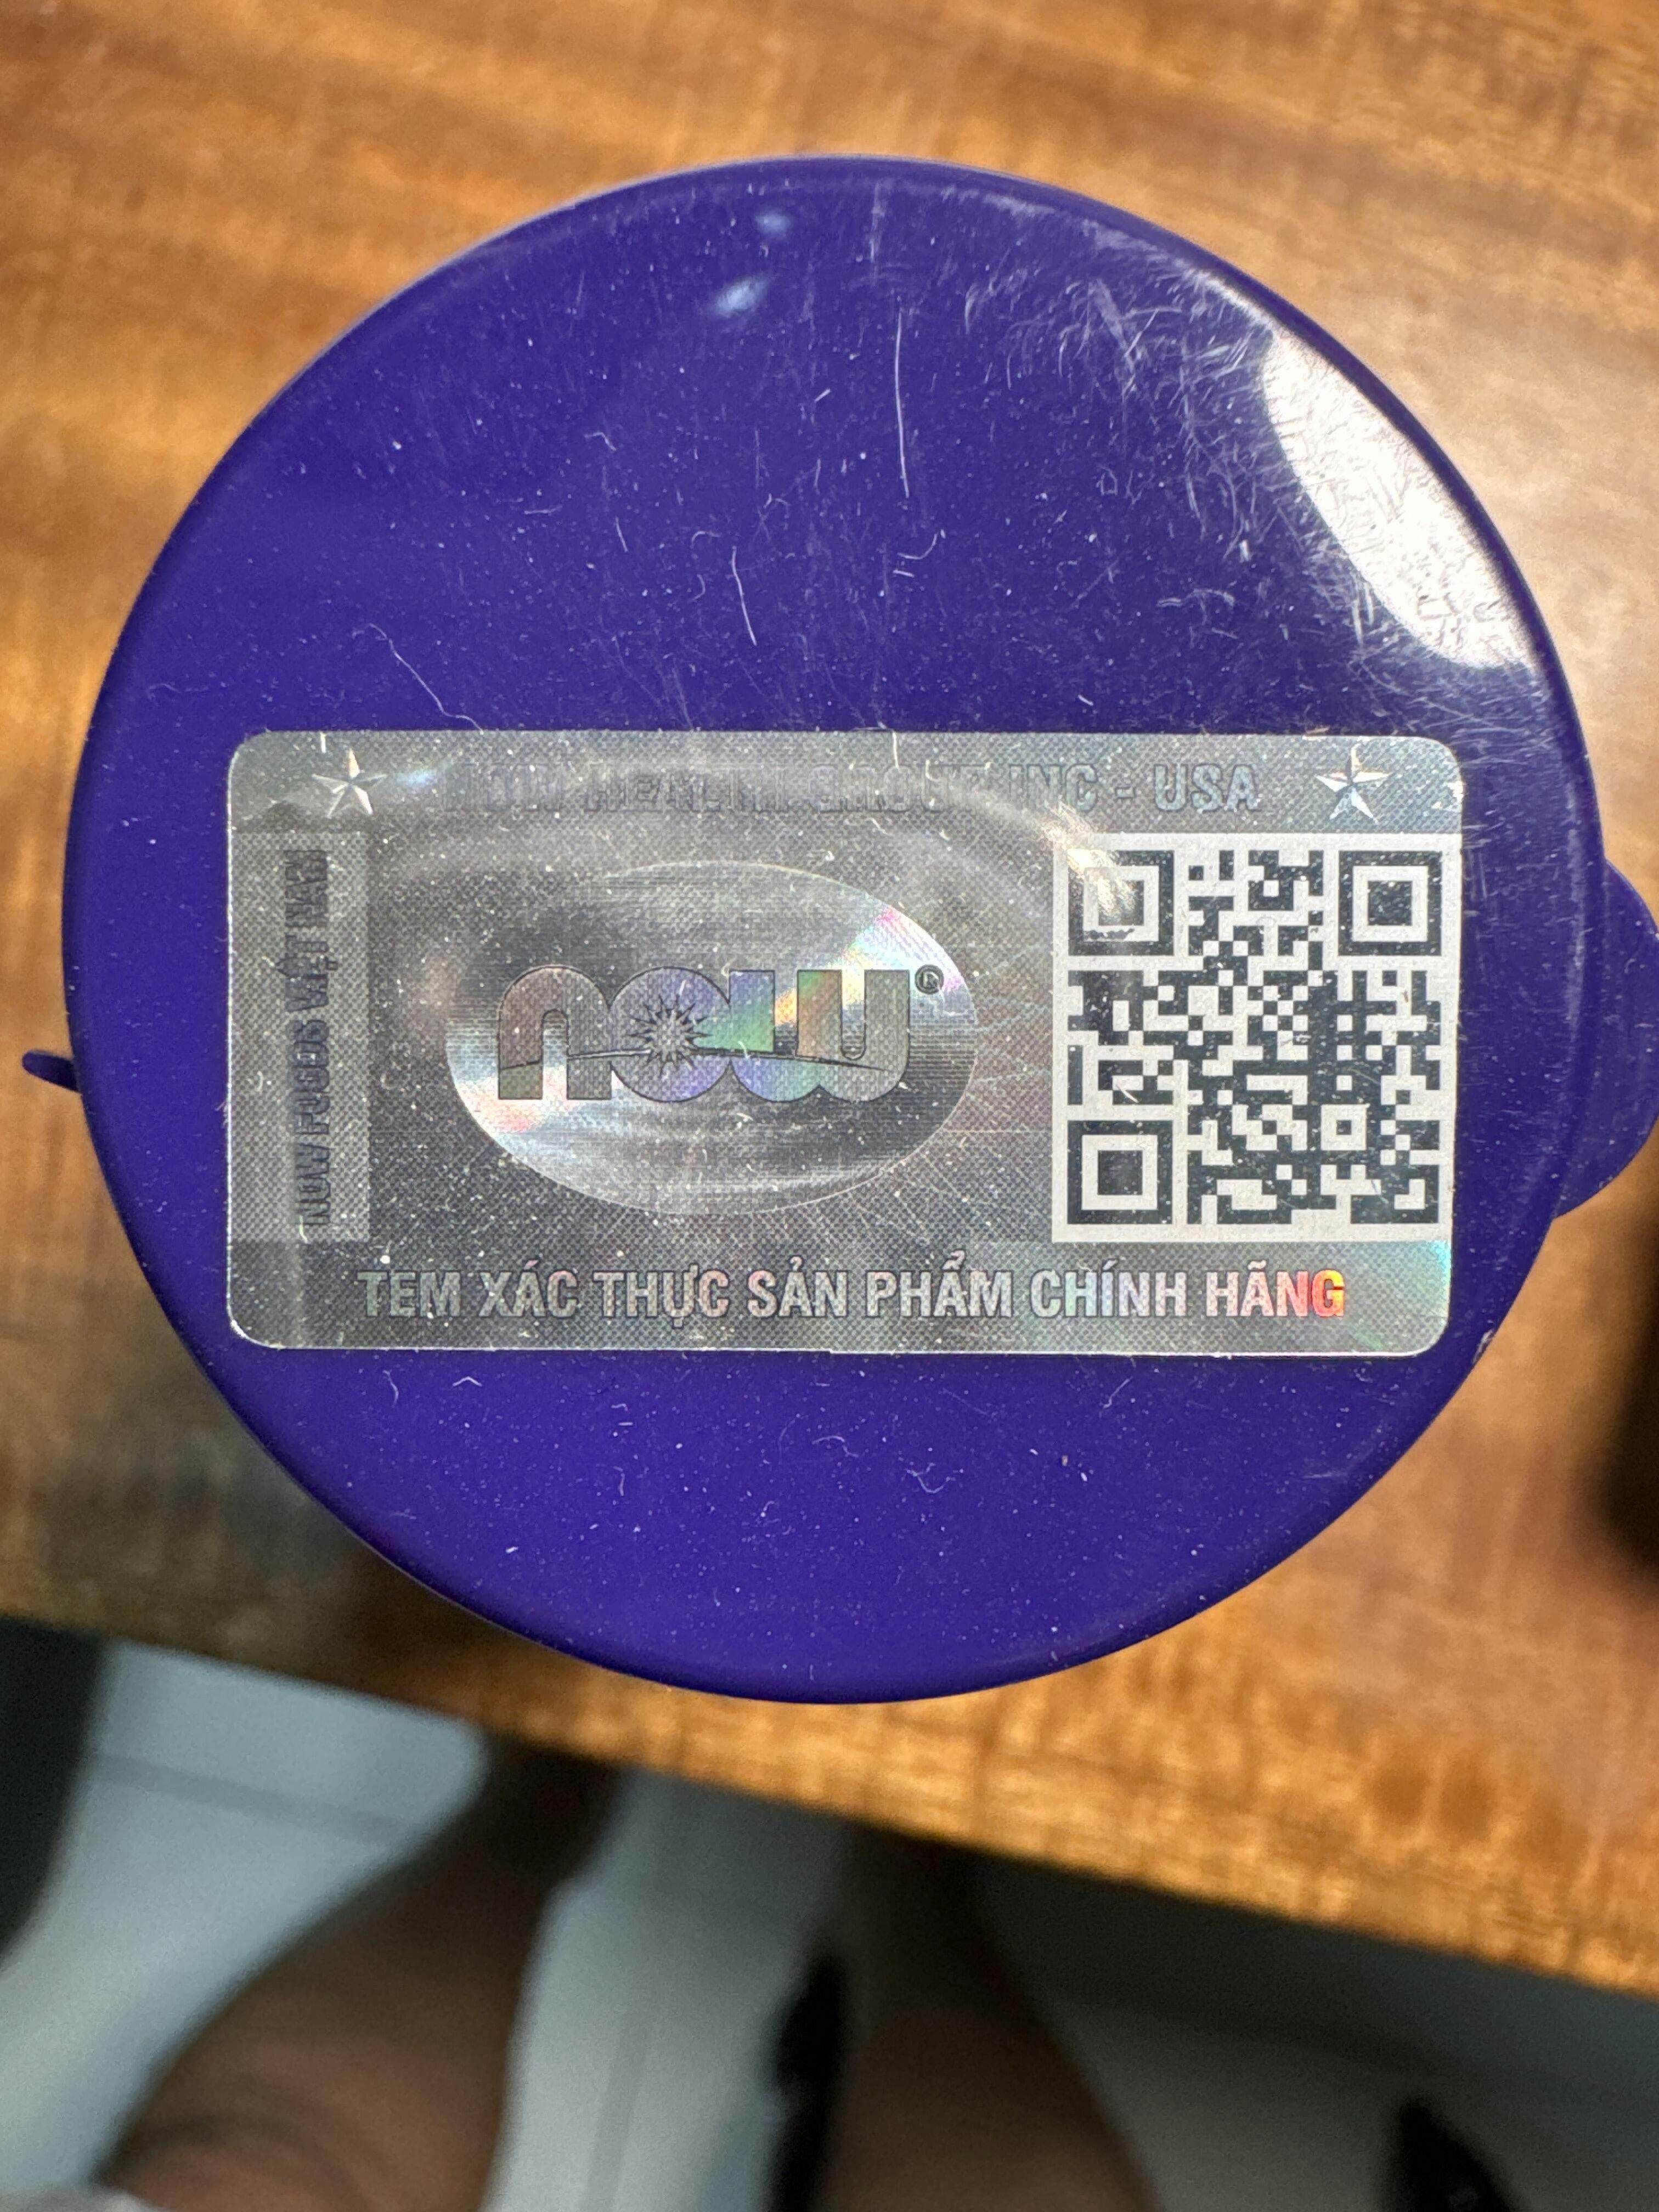 NOW HEALTH GROUP INC - USA
NOW FOODS VIỆT NAM
now®
TEM XÁC THỰC SẢN PHẨM CHÍNH HÃNG